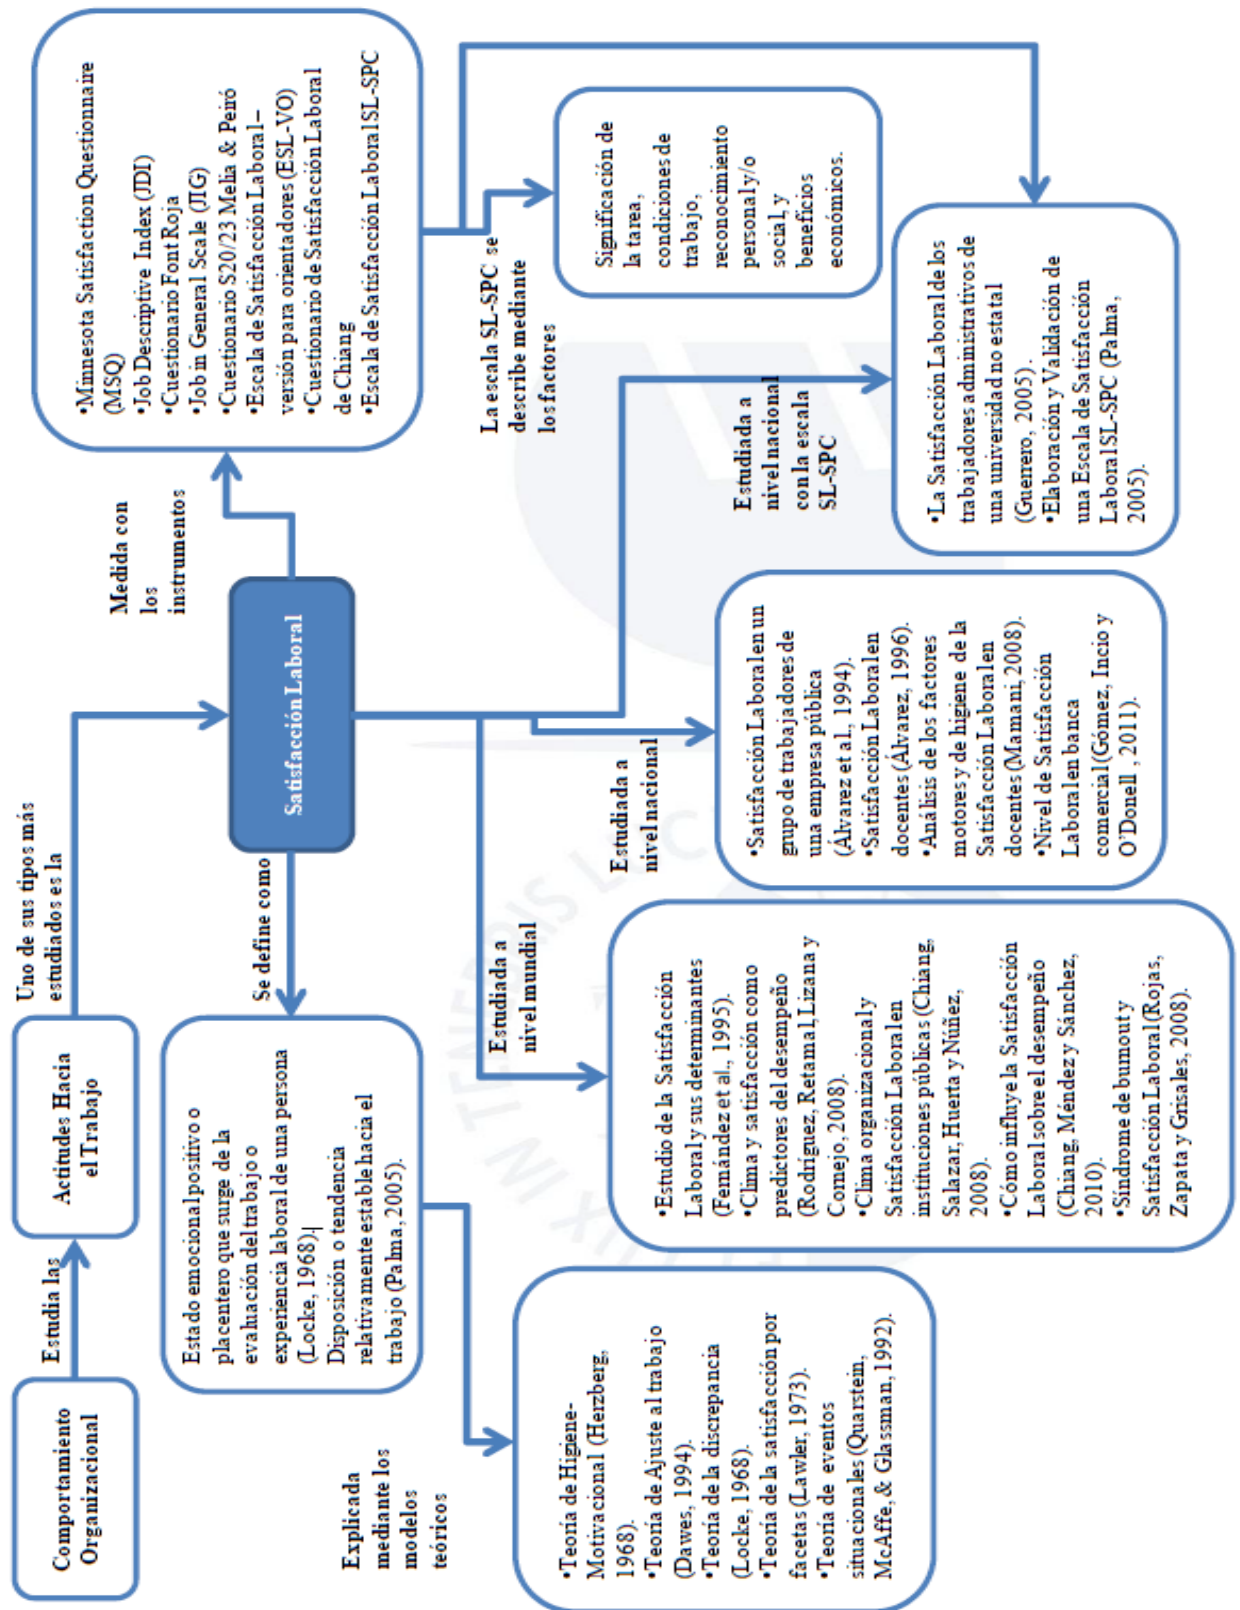 Comportamiento
Organizacional
Estudia las
Actitudes Hacia
el Trabajo
Uno de sus tipos más
estudiados es la
Satisfacción Laboral
Se define como
Estado emocional positivo o
placentero que surge de la
evaluación del trabajo o
experiencia laboral de una persona
(Locke, 1968).
Disposición o tendencia
relativamente estable hacia el
trabajo (Palma, 2005).
Medida con
los
instrumentos
•Minnesota Satisfaction Questionnaire
(MSQ)
•Job Descriptive Index (JDI)
•Cuestionario Font Roja
•Job in General Scale (JIG)
•Cuestionario S20/23 Melia & Peiró
•Escala de Satisfacción Laboral–
versión para orientadores (ESL-VO)
•Cuestionario de Satisfacción Laboral
de Chiang
•Escala de Satisfacción Laboral SL-SPC
Explicada
mediante los
modelos
teóricos
•Teoría de Higiene-
Motivacional (Herzberg,
1968).
•Teoría de Ajuste al trabajo
(Dawes, 1994).
•Teoría de la discrepancia
(Locke, 1968).
•Teoría de la satisfacción por
facetas (Lawler, 1973).
•Teoría de eventos
situacionales (Quarstein,
McAffe, & Glassman, 1992).
Estudiada a
nivel mundial
•Estudio de la Satisfacción
Laboral y sus determinantes
(Fernández et al., 1995).
•Clima y satisfacción como
predictores del desempeño
(Rodríguez, Retamal, Lizana y
Cornejo, 2008).
•Clima organizacional y
Satisfacción Laboral en
instituciones públicas (Chiang,
Salazar, Huerta y Núñez,
2008).
•Cómo influye la Satisfacción
Laboral sobre el desempeño
(Chiang, Méndez y Sánchez,
2010).
•Síndrome de burnout y
Satisfacción Laboral (Rojas,
Zapata y Grisales, 2008).
Estudiada a
nivel nacional
•Satisfacción Laboral en un
grupo de trabajadores de
una empresa pública
(Álvarez et al., 1994).
•Satisfacción Laboral en
docentes (Álvarez, 1996).
•Análisis de los factores
motores y de higiene de la
Satisfacción Laboral en
docentes (Mamani, 2008).
•Nivel de Satisfacción
Laboral en banca
comercial (Gómez, Incio y
O'Donell , 2011).
Estudiada a
nivel nacional
con la escala
SL-SPC
•La Satisfacción Laboral de los
trabajadores administrativos de
una universidad no estatal
(Guerrero, 2005).
•Elaboración y Validación de
una Escala de Satisfacción
Laboral SL-SPC (Palma,
2005).
La escala SL-SPC se
describe mediante
los factores
Significación de
la tarea,
condiciones de
trabajo,
reconocimiento
personal y/o
social, y
beneficios
económicos.